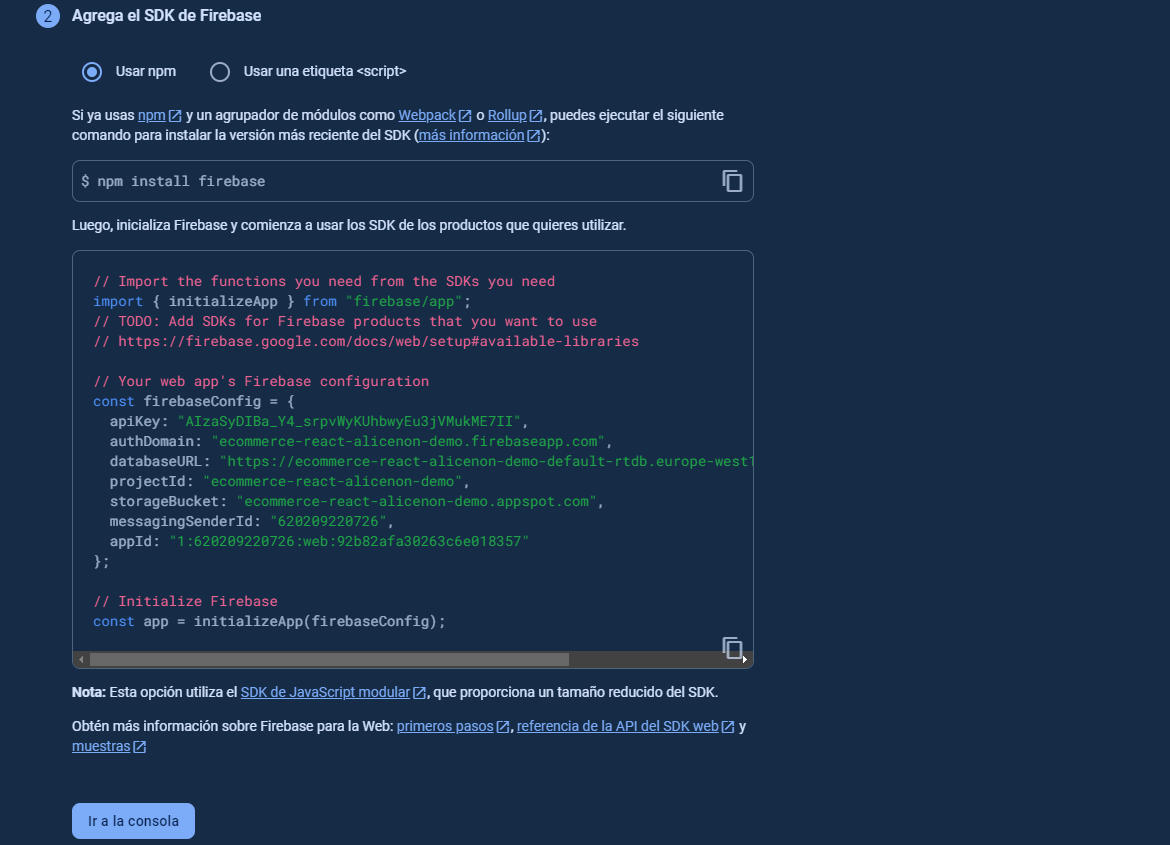 2 Agrega el SDK de Firebase
Usar npm Usar una etiqueta <script>
Si ya usas npm y un agrupador de módulos como Webpack o Rollup, puedes ejecutar el siguiente
comando para instalar la versión más reciente del SDK (más información):
$ npm install firebase
Luego, inicializa Firebase y comienza a usar los SDK de los productos que quieres utilizar.
// Import the functions you need from the SDKs you need
import { initializeApp } from "firebase/app";
// TODO: Add SDKs for Firebase products that you want to use
// https://firebase.google.com/docs/web/setup#available-libraries
// Your web app's Firebase configuration
const firebaseConfig = {
apiKey: "AIzaSyDIBa_Y4_srpvWyKUhbwyEu3jVMukME7II",
authDomain: "ecommerce-react-alicenon-demo.firebaseapp.com",
databaseURL: "https://ecommerce-react-alicenon-demo-default-rtdb.europe-west1
projectId: "ecommerce-react-alicenon-demo",
storageBucket: "ecommerce-react-alicenon-demo.appspot.com",
messagingSenderId: "620209220726",
appId: "1:620209220726:web:92b82afa30263c6e018357"
};
// Initialize Firebase
const app = initializeApp(firebaseConfig);
Nota: Esta opción utiliza el SDK de JavaScript modular, que proporciona un tamaño reducido del SDK.
Obtén más información sobre Firebase para la Web: primeros pasos, referencia de la API del SDK web y
muestras
Ir a la consola